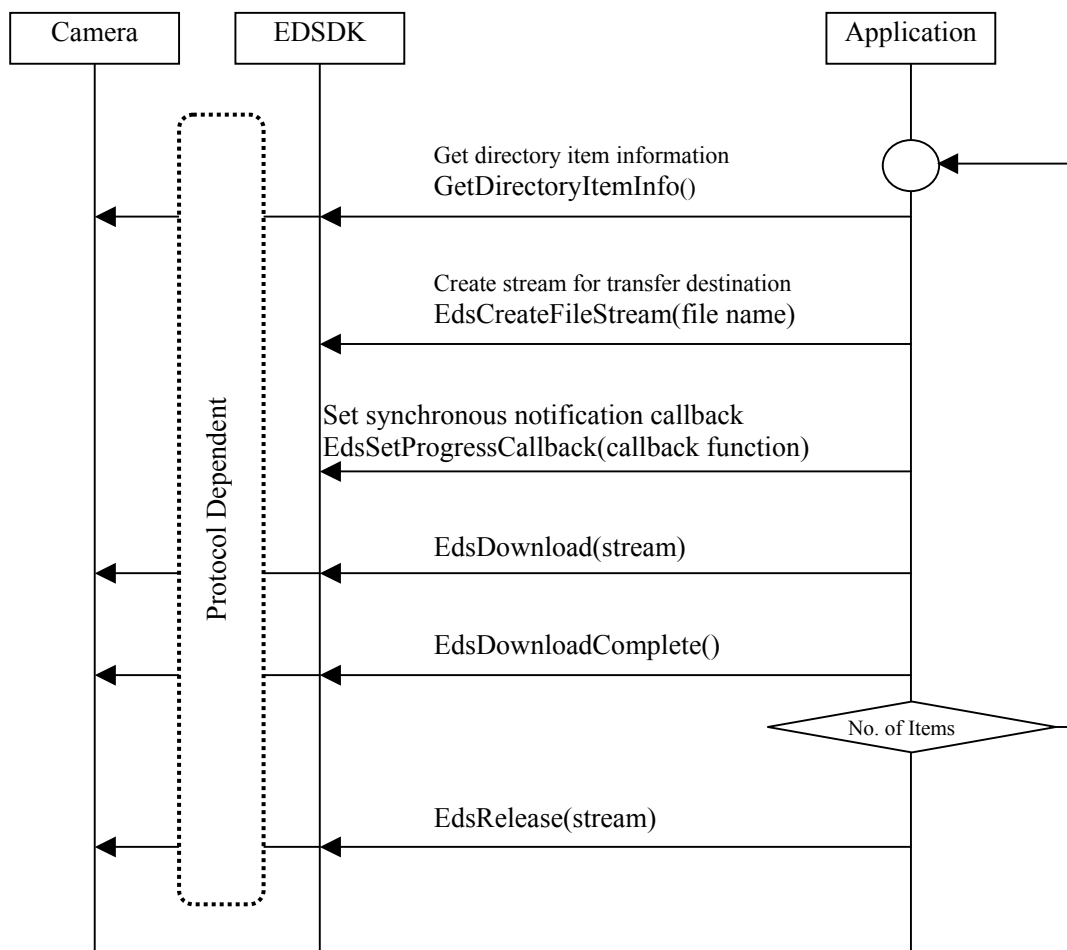 Camera
EDSDK
Application
Get directory item information
GetDirectoryItemInfo()
Create stream for transfer destination
EdsCreateFileStream(file name)
Set synchronous notification callback
EdsSetProgressCallback(callback function)
Protocol Dependent
EdsDownload(stream)
EdsDownloadComplete()
No. of Items
EdsRelease(stream)